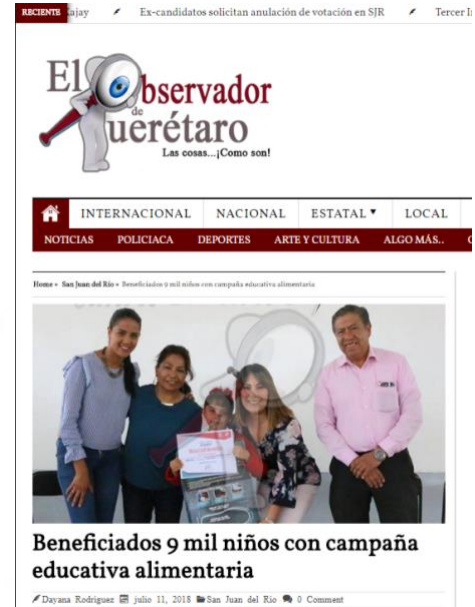 RECIENTE ajay Ex-candidatos solicitan anulación de votación en SJR Tercer
El Observador
de
Querétaro
Las cosas...¡Como son!
INTERNACIONAL NACIONAL ESTATAL LOCAL
NOTICIAS POLICIACA DEPORTES ARTE Y CULTURA ALGO MÁS..
Home » San Juan del Río » Beneficiados 9 mil niños con campaña educativa alimentaria
Beneficiados 9 mil niños con campaña
educativa alimentaria
Dayana Rodriguez julio 11, 2018 San Juan del Rio 0 Comment